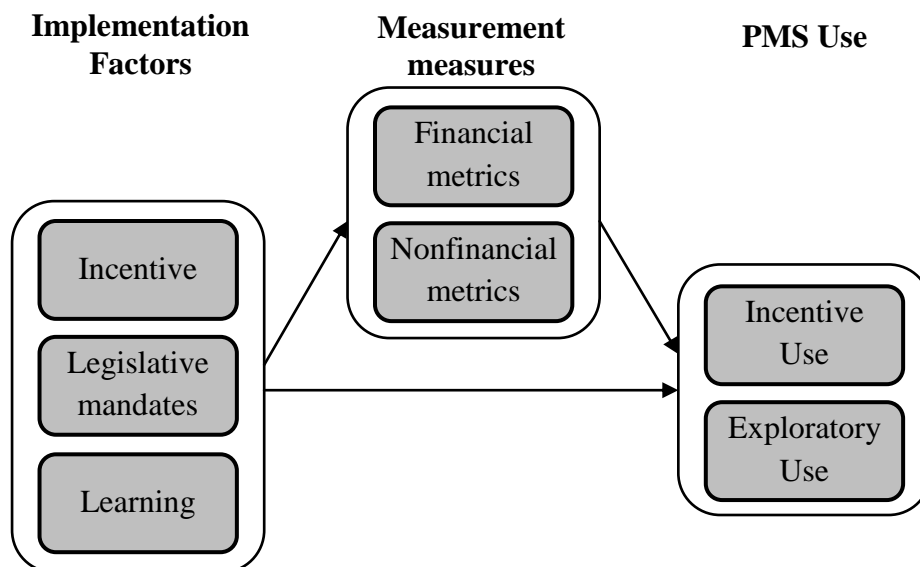 Implementation
Factors
Measurement
measures
PMS Use
Financial
metrics
Nonfinancial
metrics
Incentive
Legislative
mandates
Learning
Incentive
Use
Exploratory
Use